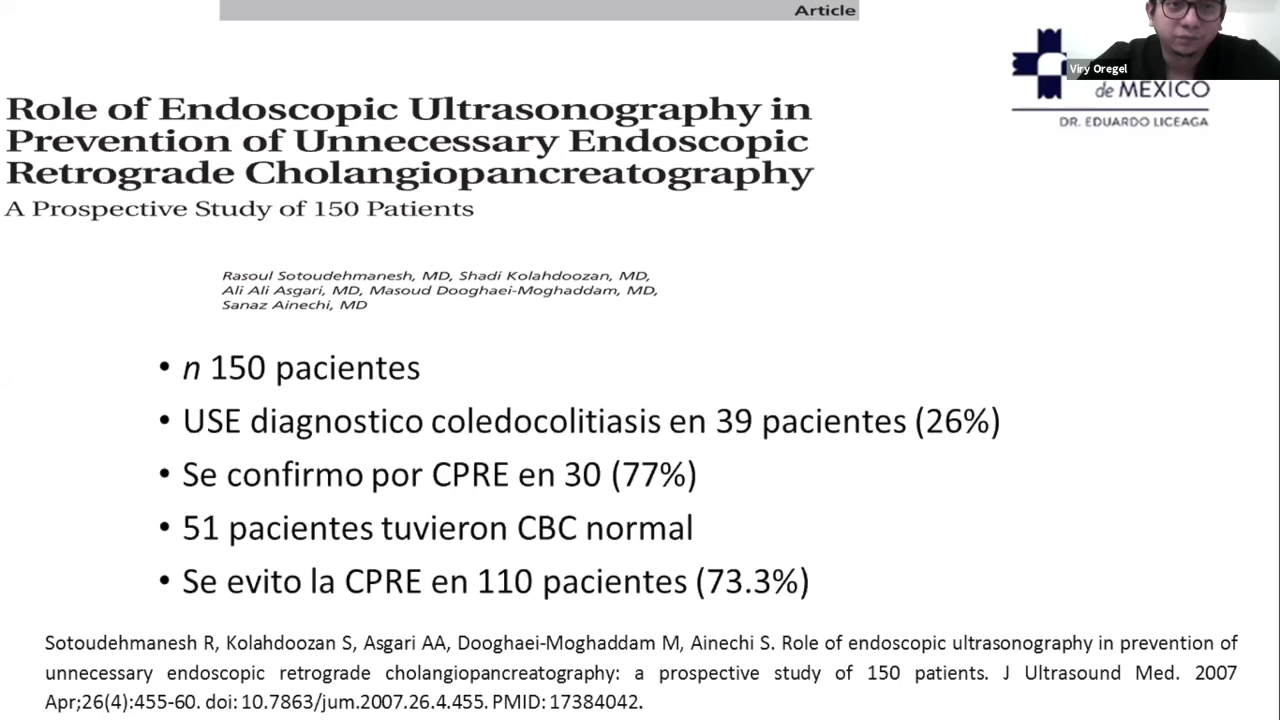 Article
Viry Oregel
de MEXICO
DR. EDUARDO LICEAGA
Role of Endoscopic Ultrasonography in
Prevention of Unnecessary Endoscopic
Retrograde Cholangiopancreatography
A Prospective Study of 150 Patients
Rasoul Sotoudehmanesh, MD, Shadi Kolahdoozan, MD,
Ali Ali Asgari, MD, Masoud Dooghaei-Moghaddam, MD,
Sanaz Ainechi, MD
• n 150 pacientes
• USE diagnostico coledocolitiasis en 39 pacientes (26%)
• Se confirmo por CPRE en 30 (77%)
• 51 pacientes tuvieron CBC normal
• Se evito la CPRE en 110 pacientes (73.3%)
Sotoudehmanesh R, Kolahdoozan S, Asgari AA, Dooghaei-Moghaddam M, Ainechi S. Role of endoscopic ultrasonography in prevention of
unnecessary endoscopic retrograde cholangiopancreatography: a prospective study of 150 patients. J Ultrasound Med. 2007
Apr;26(4):455-60. doi: 10.7863/jum.2007.26.4.455. PMID: 17384042.